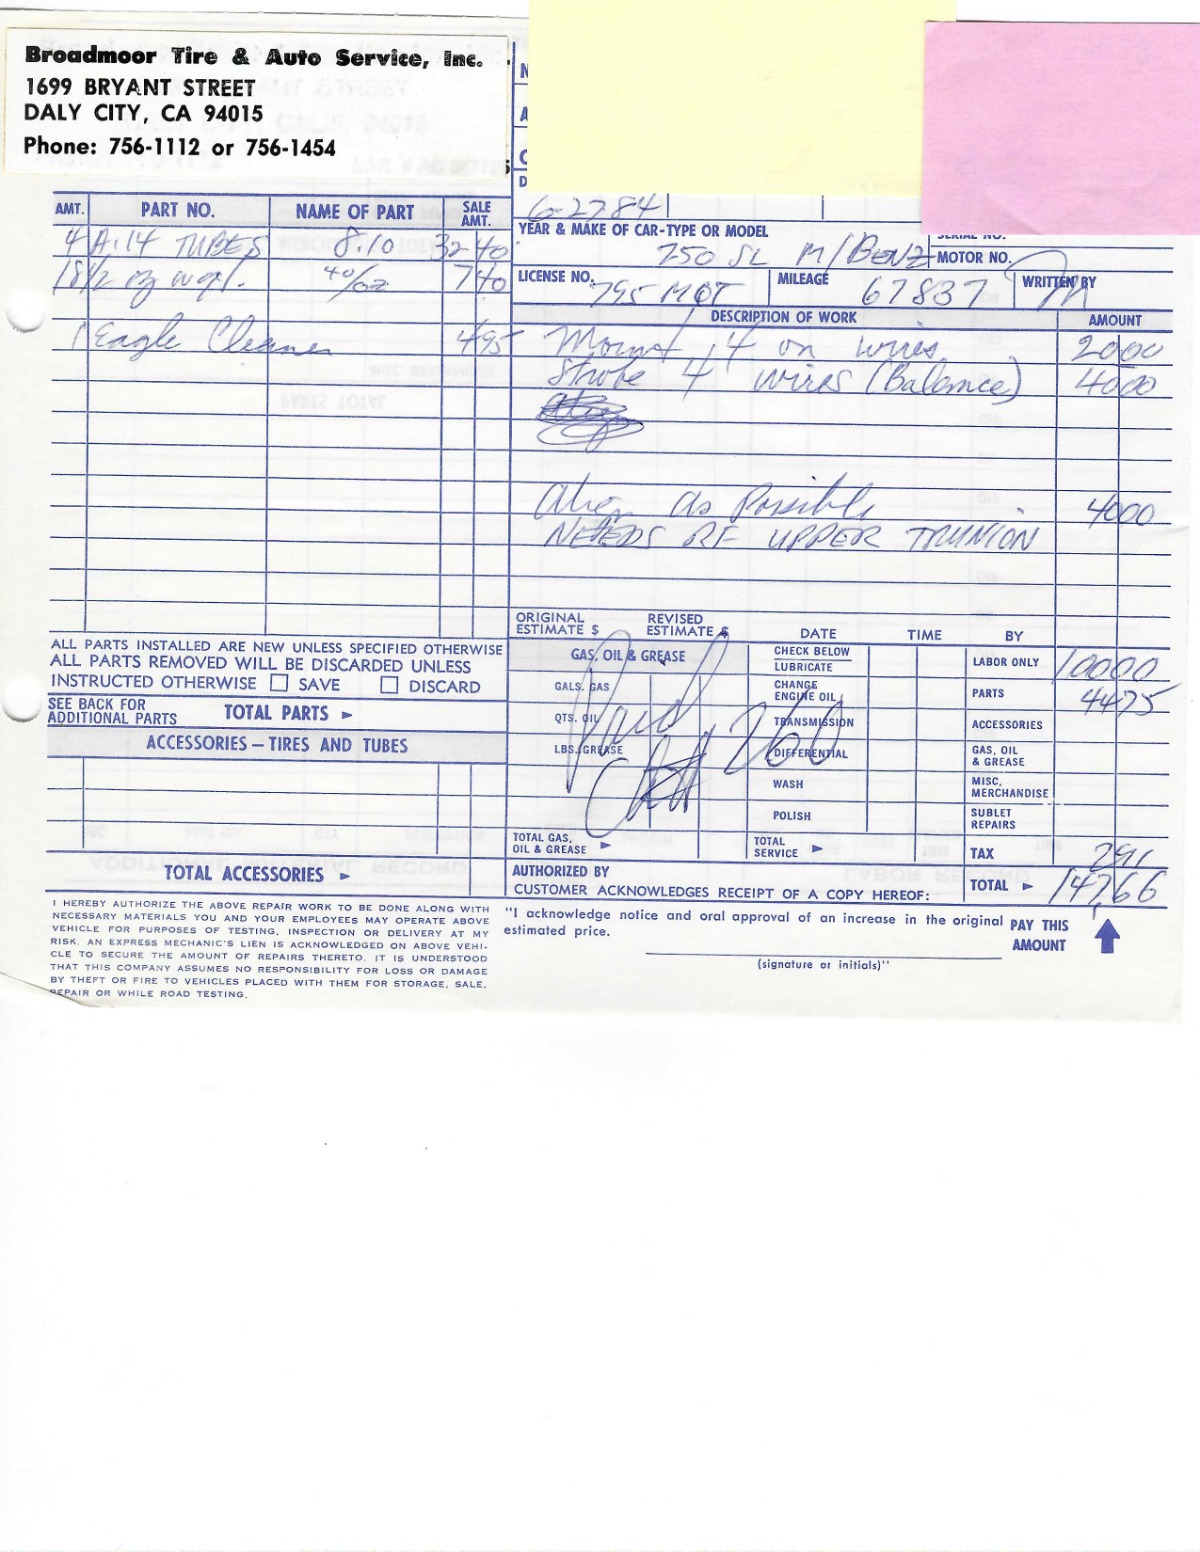 Broadmoor Tire & Auto Service, Inc.
1699 BRYANT STREET
DALY CITY, CA 94015
Phone: 756-1112 or 756-1454
N
A
C
D
6-27-84
AMT. PART NO. NAME OF PART SALE AMT.
4 A-14 TUBES 8.10 32 40
18 1/2 oz wgt. 40/oz 7 40
1 Eagle Cleaner 4 95
YEAR & MAKE OF CAR-TYPE OR MODEL
250 SL M/BENZ
SERIAL NO.
MOTOR NO.
LICENSE NO. 795 MOT MILEAGE 67837 WRITTEN BY
DESCRIPTION OF WORK AMOUNT
Mount 4 on wires 20 00
Strobe 4 wires (Balance) 40 00
Align as Possible 40 00
NEEDS RF UPPER TRUNION
ALL PARTS INSTALLED ARE NEW UNLESS SPECIFIED OTHERWISE
ALL PARTS REMOVED WILL BE DISCARDED UNLESS
INSTRUCTED OTHERWISE SAVE DISCARD
SEE BACK FOR ADDITIONAL PARTS TOTAL PARTS ►
ACCESSORIES — TIRES AND TUBES
TOTAL ACCESSORIES ►
I HEREBY AUTHORIZE THE ABOVE REPAIR WORK TO BE DONE ALONG WITH
NECESSARY MATERIALS YOU AND YOUR EMPLOYEES MAY OPERATE ABOVE
VEHICLE FOR PURPOSES OF TESTING, INSPECTION OR DELIVERY AT MY
RISK. AN EXPRESS MECHANIC'S LIEN IS ACKNOWLEDGED ON ABOVE VEHI-
CLE TO SECURE THE AMOUNT OF REPAIRS THERETO. IT IS UNDERSTOOD
THAT THIS COMPANY ASSUMES NO RESPONSIBILITY FOR LOSS OR DAMAGE
BY THEFT OR FIRE TO VEHICLES PLACED WITH THEM FOR STORAGE, SALE,
REPAIR OR WHILE ROAD TESTING.
ORIGINAL ESTIMATE $ REVISED ESTIMATE $ DATE TIME BY
GAS, OIL & GREASE
GALS. GAS
QTS. OIL
LBS. GREASE
TOTAL GAS, OIL & GREASE ►
Paid
260
CHECK BELOW
LUBRICATE
CHANGE ENGINE OIL
TRANSMISSION
DIFFERENTIAL
WASH
POLISH
TOTAL SERVICE ►
LABOR ONLY 100 00
PARTS 44 75
ACCESSORIES
GAS, OIL & GREASE
MISC. MERCHANDISE
SUBLET REPAIRS
TAX 2 91
TOTAL ► 147.66
AUTHORIZED BY
CUSTOMER ACKNOWLEDGES RECEIPT OF A COPY HEREOF:
"I acknowledge notice and oral approval of an increase in the original
estimated price.
(signature or initials)"
PAY THIS
AMOUNT